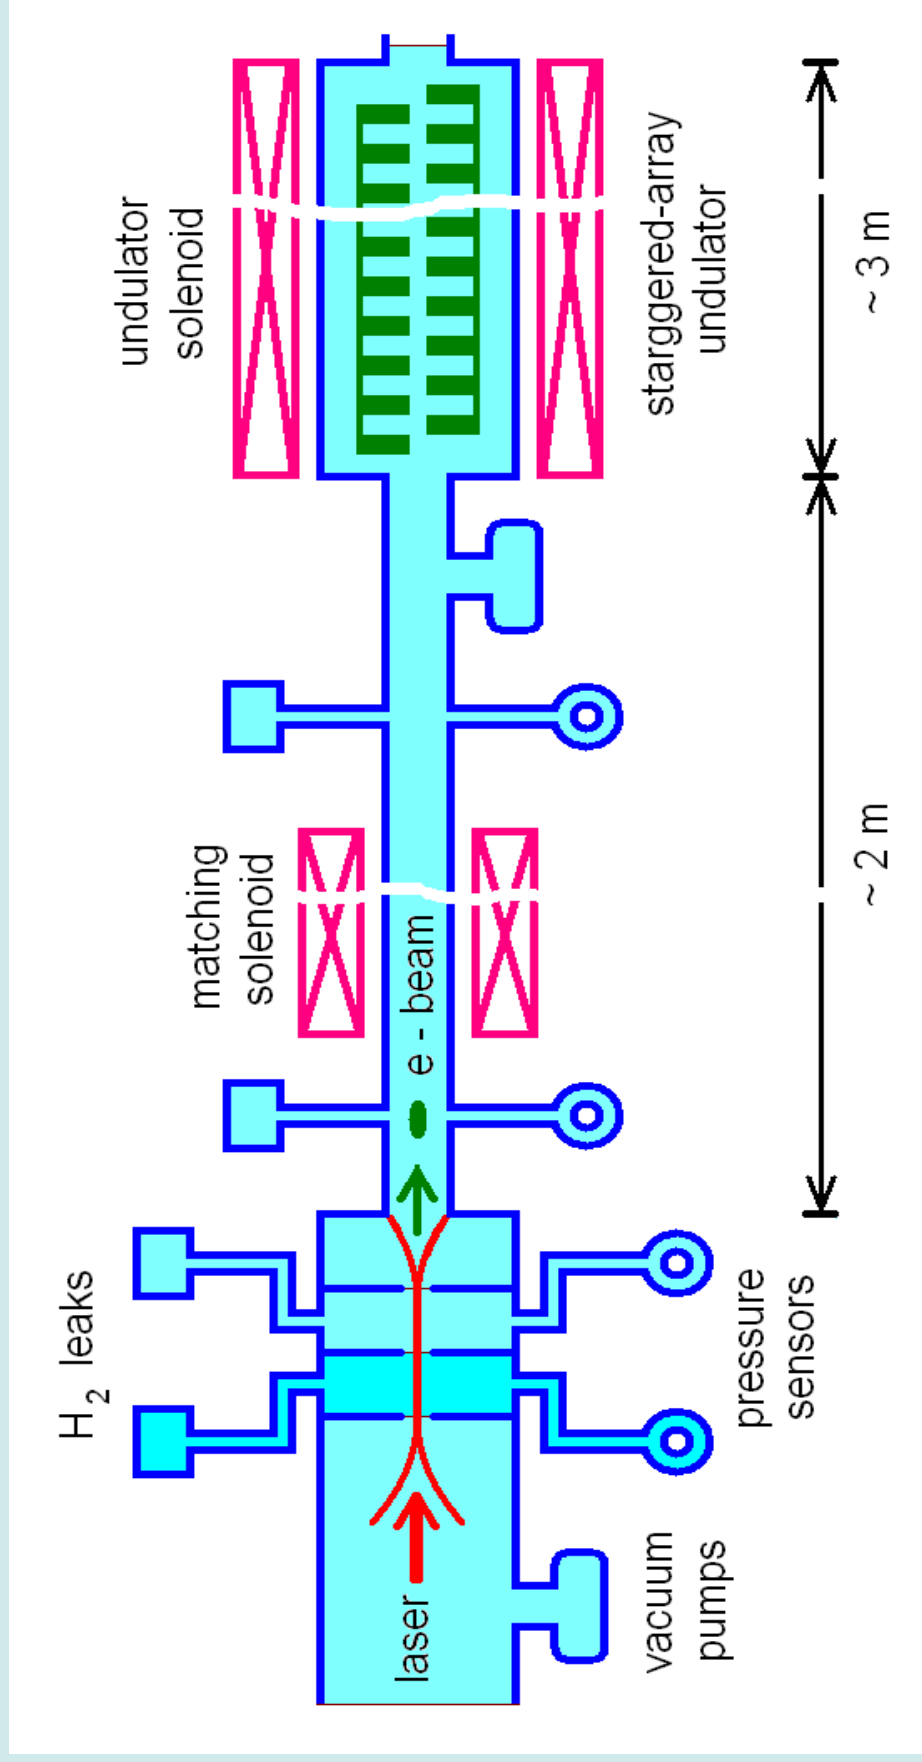 H2 leaks
matching
solenoid
undulator
solenoid
laser
e - beam
vacuum
pumps
pressure
sensors
starggered-array
undulator
~ 2 m
~ 3 m